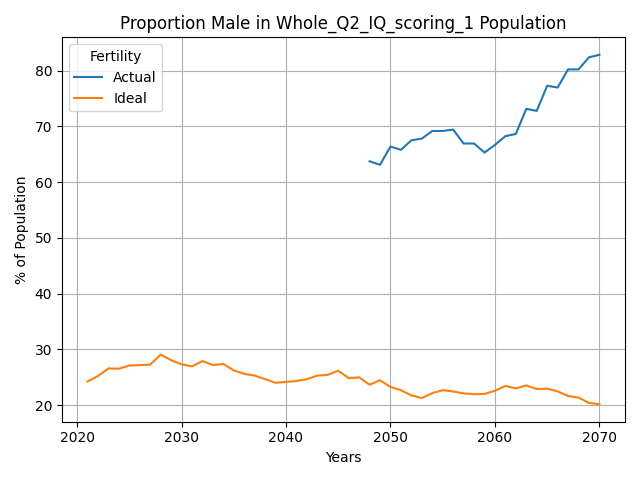 Proportion Male in Whole_Q2_IQ_scoring_1 Population
Fertility
Actual
Ideal
% of Population
80
70
60
50
40
30
20
2020
2030
2040
2050
2060
2070
Years